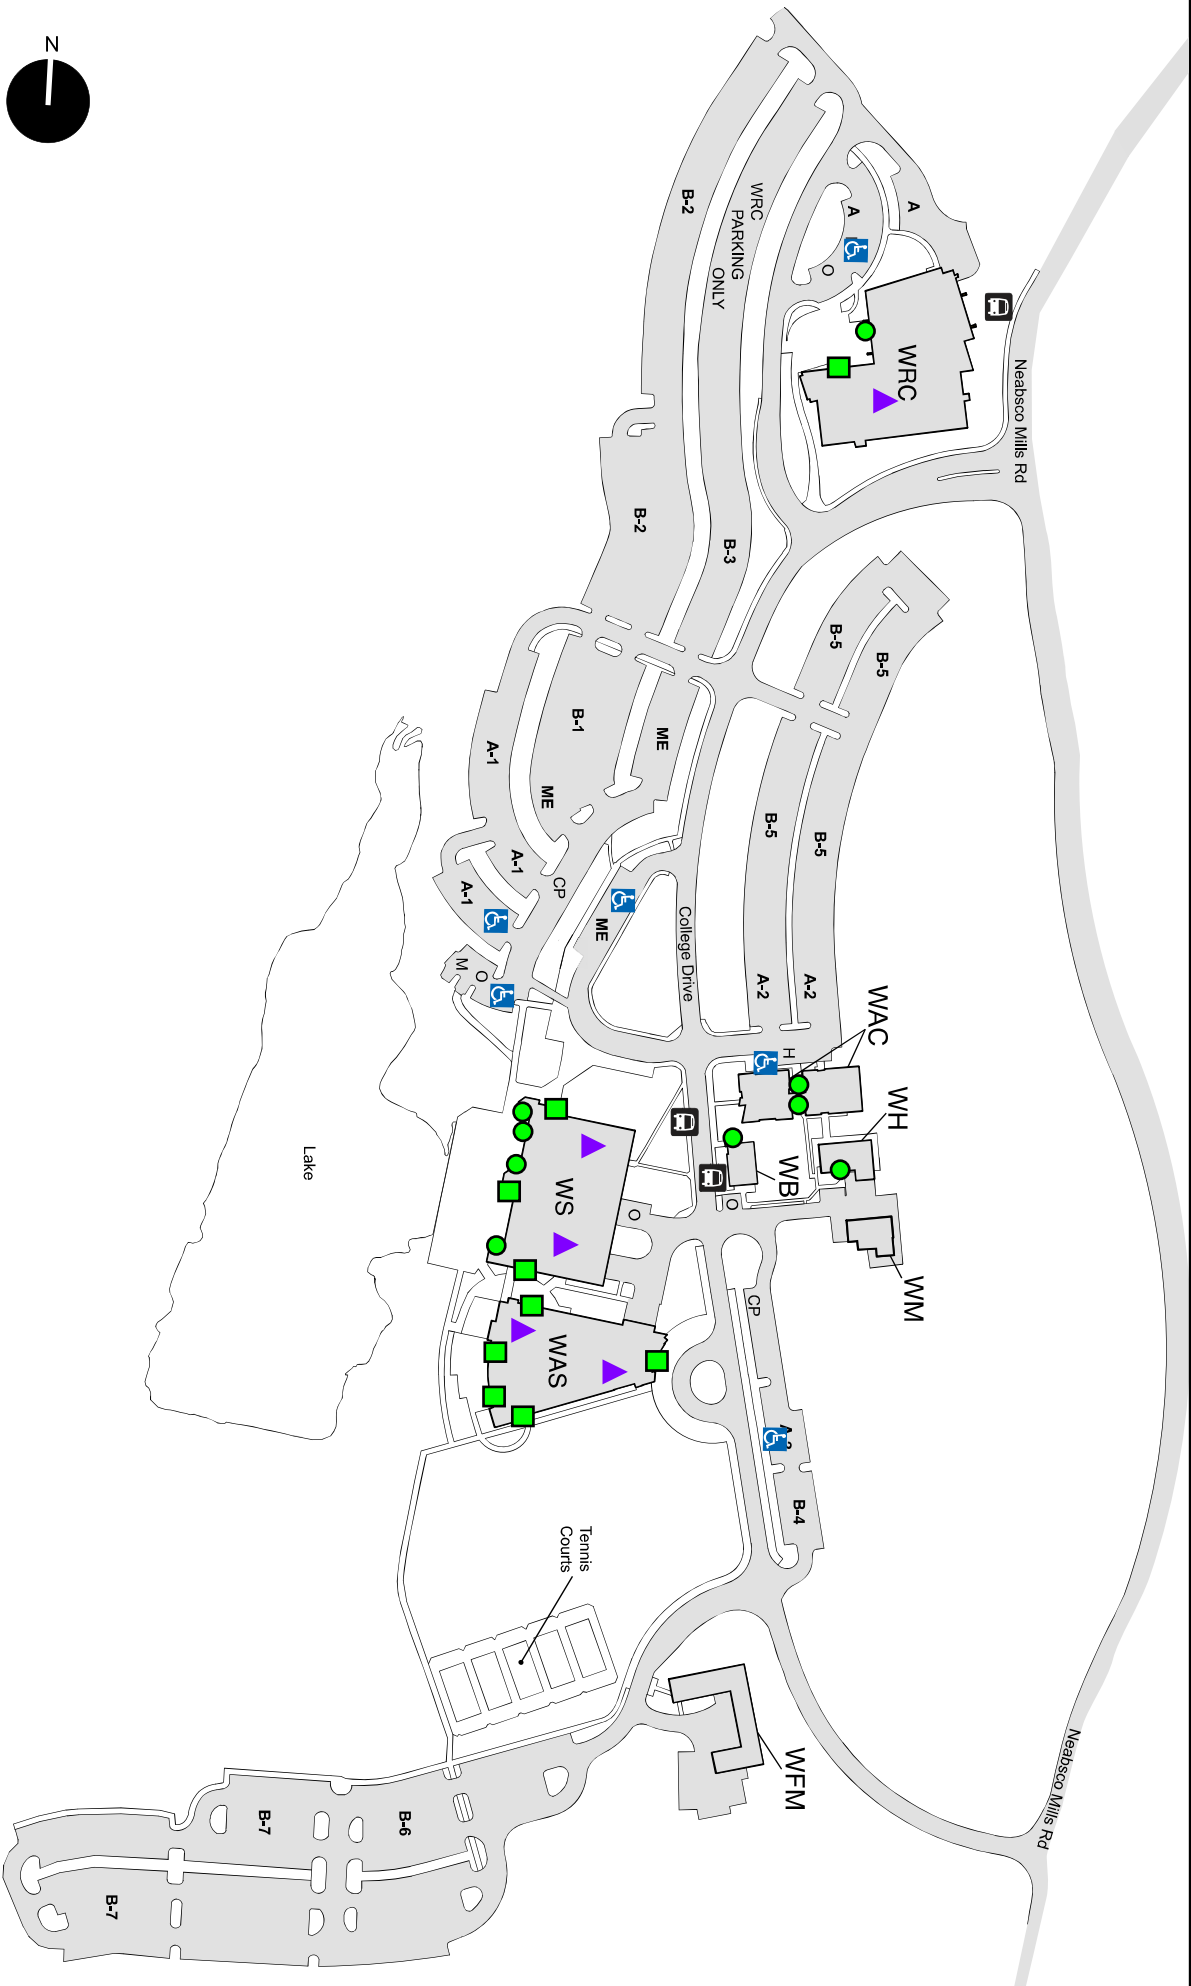 N
B-2
WRC
PARKING
ONLY
A
A
O
WRC
Neabsco Mills Rd
B-2
B-3
B-5
B-5
B-1
ME
A-1
ME
B-5
B-5
A-1
CP
A-1
ME
College Drive
M
O
A-2
A-2
WAC
H
WH
Lake
WS
WB
O
O
WM
CP
WAS
B-4
Tennis
Courts
WFM
Neabsco Mills Rd
B-7
B-6
B-7